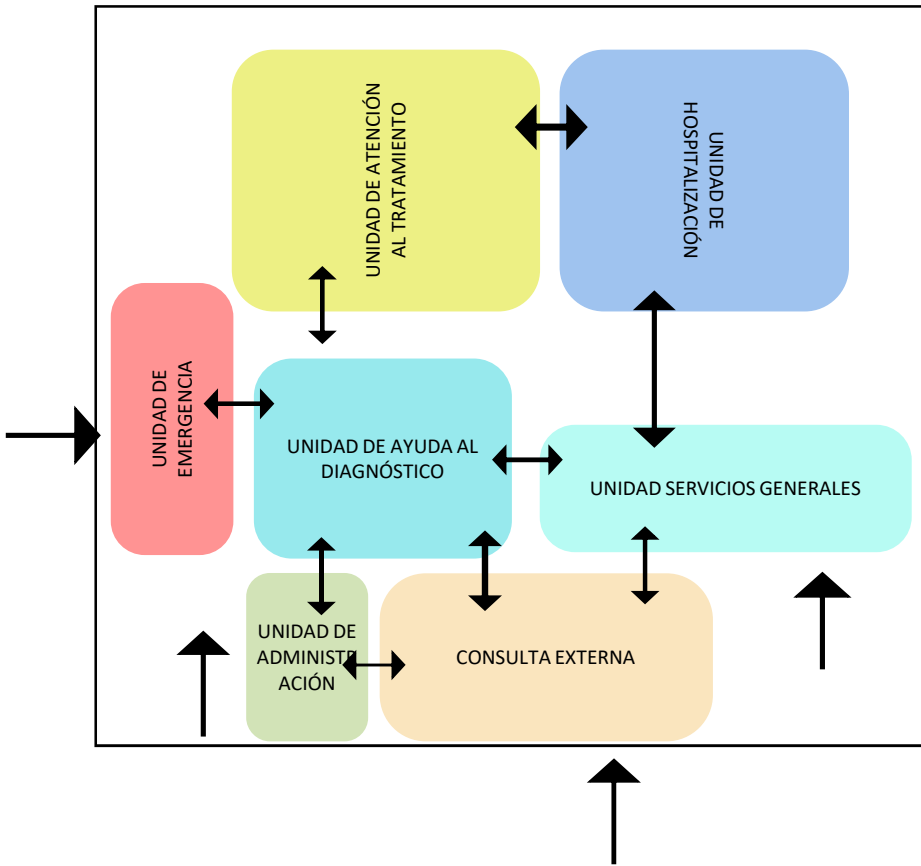 UNIDAD DE ATENCIÓN
AL TRATAMIENTO
UNIDAD DE
HOSPITALIZACIÓN
UNIDAD DE
EMERGENCIA
UNIDAD DE AYUDA AL
DIAGNÓSTICO
UNIDAD SERVICIOS GENERALES
UNIDAD DE
ADMINISTR
ACIÓN
CONSULTA EXTERNA